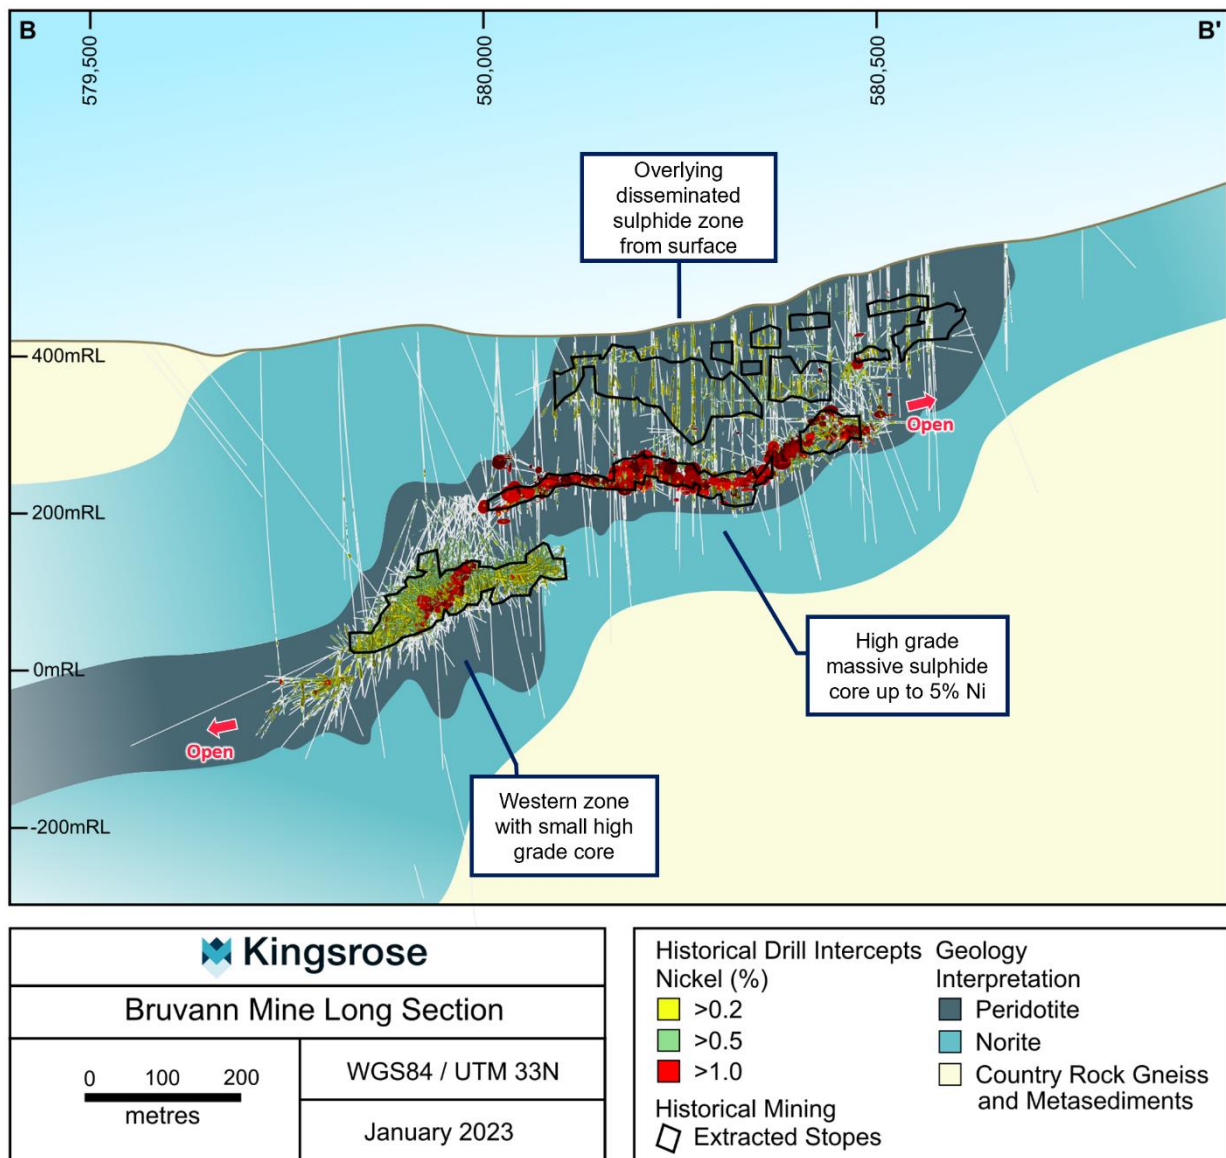 B
579,500
580,000
580,500
B'
Overlying
disseminated
sulphide zone
from surface
400mRL
Open
200mRL
High grade
massive sulphide
core up to 5% Ni
0mRL
Open
Western zone
with small high
grade core
-200mRL
Kingsrose
Bruvann Mine Long Section
0 100 200
metres
WGS84 / UTM 33N
January 2023
Historical Drill Intercepts
Nickel (%)
>0.2
>0.5
>1.0
Historical Mining
Extracted Stopes
Geology
Interpretation
Peridotite
Norite
Country Rock Gneiss
and Metasediments